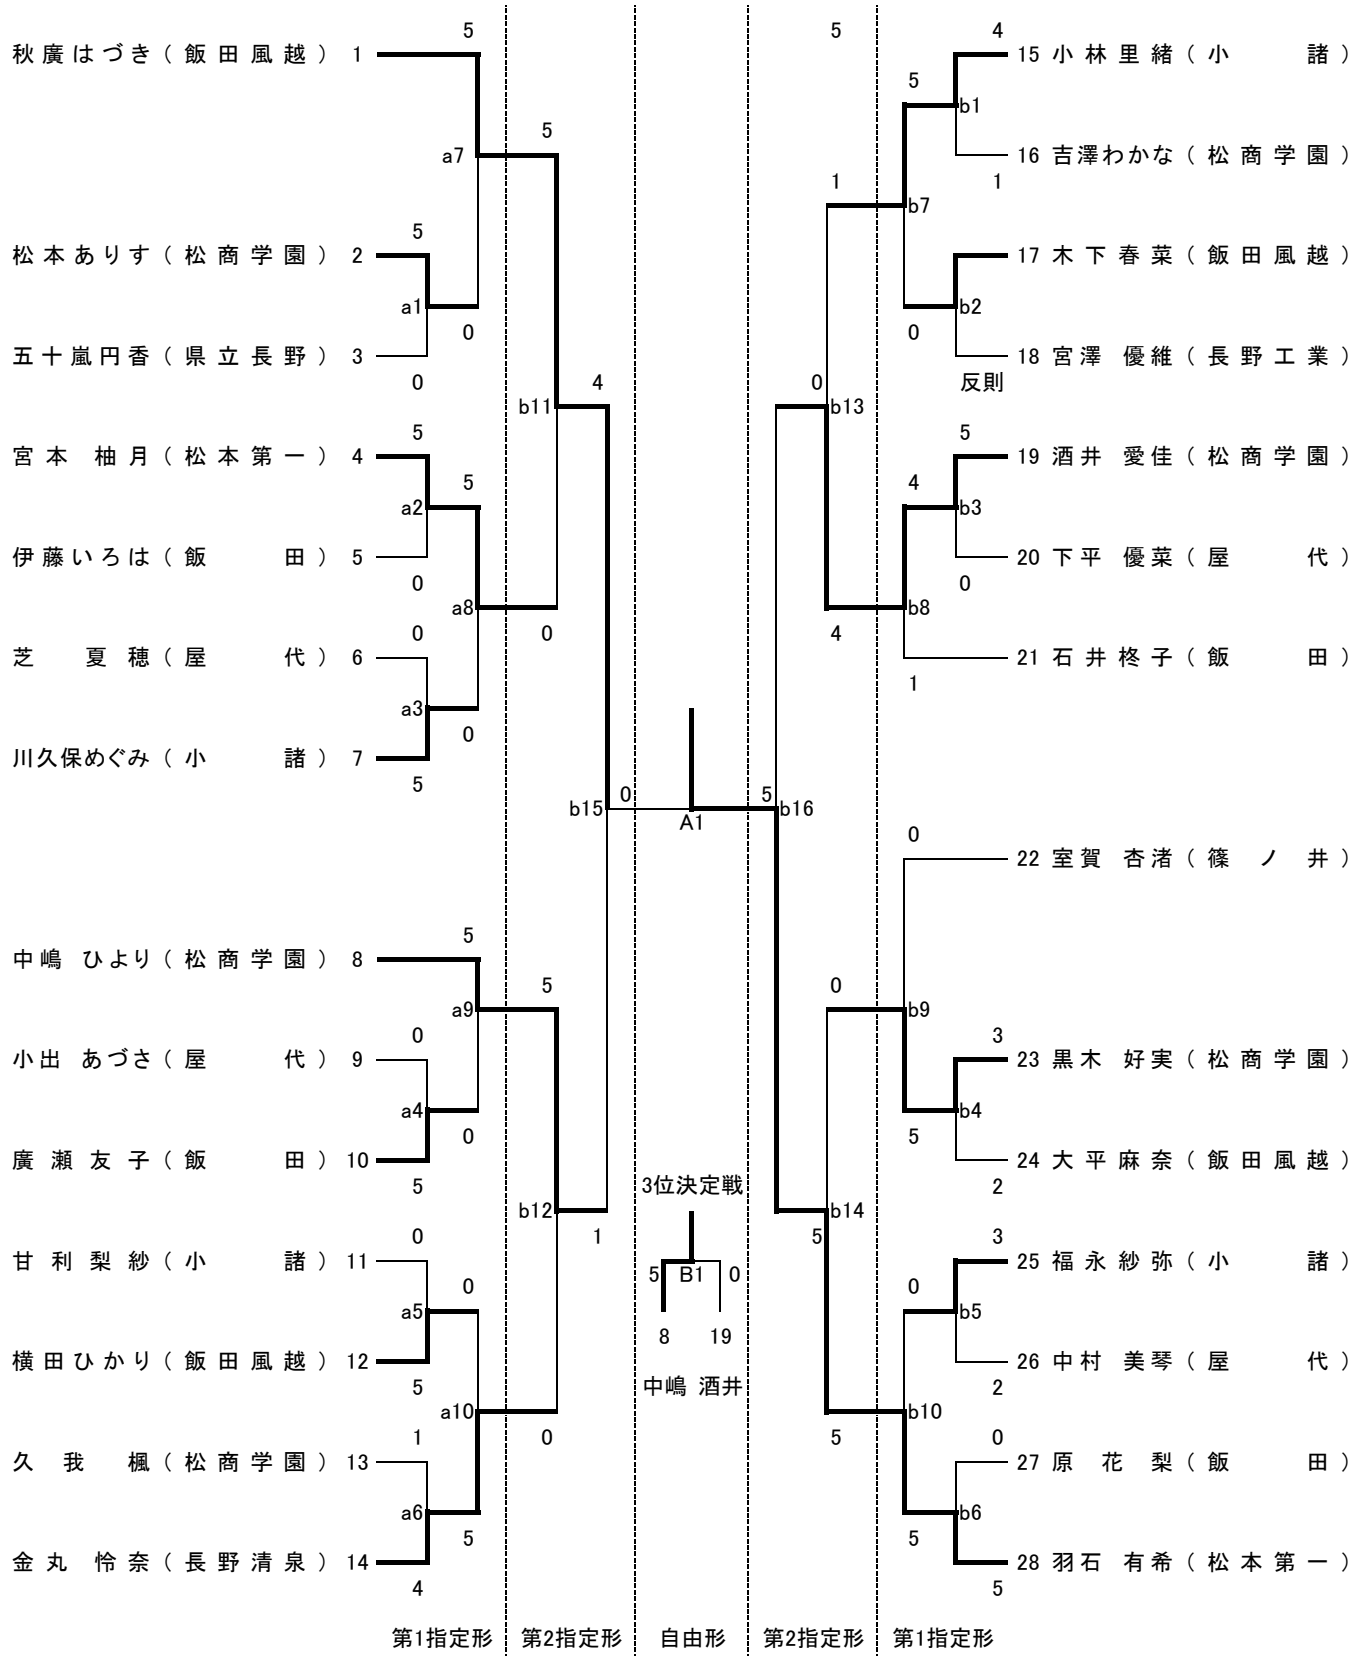 5 5 4
秋廣はづき（飯田風越） 1 15 小林里緒（小諸）
5 b1
5
a7 16 吉澤わかな（松商学園）
1 1
b7
5
松本ありす（松商学園） 2 17 木下春菜（飯田風越）
a1 b2
0 0
五十嵐円香（県立長野） 3 18 宮澤 優維（長野工業）
0 4 0 反則
b11 b13
5 5
宮本 柚月（松本第一） 4 19 酒井 愛佳（松商学園）
5 4
a2 b3
伊藤いろは（飯田） 5 20 下平 優菜（屋代）
0 0
a8 b8
0 0 4
芝夏穂（屋代） 6 21 石井柊子（飯田）
1
a3
0
川久保めぐみ（小諸） 7
5
0 5
b15 A1 b16
0
22 室賀 杏渚（篠ノ井）
5
中嶋 ひより（松商学園） 8
5 0
a9 b9
0 3
小出 あづさ（屋代） 9 23 黒木 好実（松商学園）
a4 b4
0 5
廣瀬友子（飯田） 10 24 大平麻奈（飯田風越）
5 3位決定戦 2
b12 b14
0 1 5 3
甘利梨紗（小諸） 11 25 福永紗弥（小諸）
5 B1 0
0 0
a5 b5
8 19
横田ひかり（飯田風越） 12 26 中村 美琴（屋代）
5 中嶋 酒井 2
a10 b10
1 0 5 0
久我楓（松商学園） 13 27 原花梨（飯田）
a6 b6
5 5
金丸 怜奈（長野清泉） 14 28 羽石 有希（松本第一）
4 5
第1指定形 第2指定形 自由形 第2指定形 第1指定形